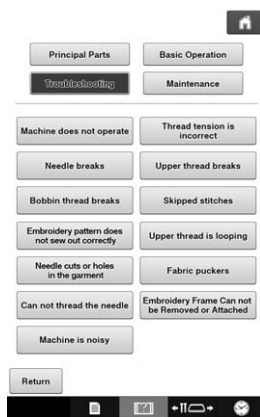 Principal Parts
Basic Operation
Troubleshooting
Maintenance
Machine does not operate
Thread tension is
incorrect
Needle breaks
Upper thread breaks
Bobbin thread breaks
Skipped stitches
Embroidery pattern does
not sew out correctly
Upper thread is looping
Needle cuts or holes
in the garment
Fabric puckers
Can not thread the needle
Embroidery Frame Can not
be Removed or Attached
Machine is noisy
Return